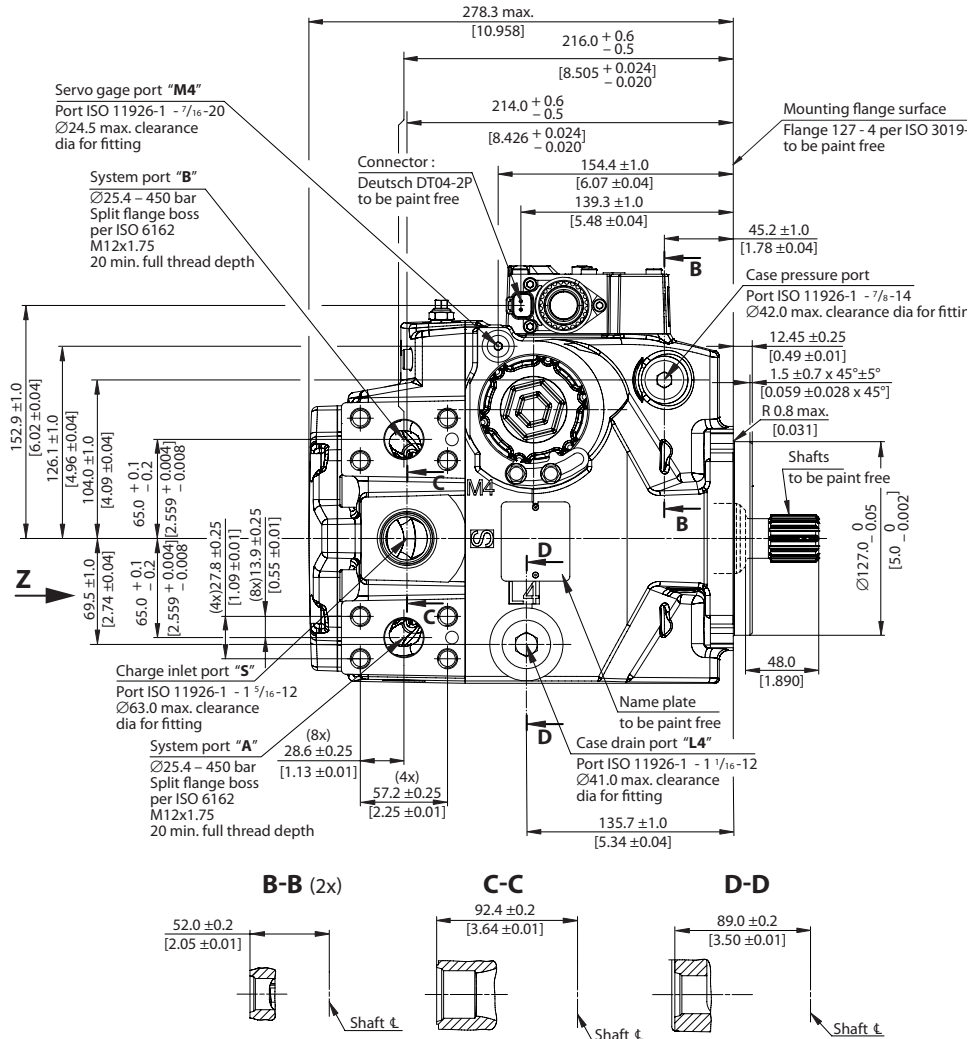 278.3 max.
[10.958]
216.0 + 0.6
- 0.5
[8.505 + 0.024]
- 0.020
Servo gage port "M4"
Port ISO 11926-1 - 7/16-20
Ø24.5 max. clearance
dia for fitting
214.0 + 0.6
- 0.5
[8.426 + 0.024]
- 0.020
Mounting flange surface
Flange 127 - 4 per ISO 3019-
to be paint free
Connector :
Deutsch DT04-2P
to be paint free
154.4 ±1.0
[6.07 ±0.04]
System port "B"
Ø25.4 – 450 bar
Split flange boss
per ISO 6162
M12x1.75
20 min. full thread depth
139.3 ±1.0
[5.48 ±0.04]
45.2 ±1.0
[1.78 ±0.04]
B
Case pressure port
Port ISO 11926-1 - 7/8-14
Ø42.0 max. clearance dia for fittin
12.45 ±0.25
[0.49 ±0.01]
1.5 ±0.7 x 45°±5°
[0.059 ±0.028 x 45°]
R 0.8 max.
[0.031]
Shafts
to be paint free
152.9 ±1.0
[6.02 ±0.04]
126.1 ±1.0
[4.96 ±0.04]
104.0 ±1.0
[4.09 ±0.04]
65.0 + 0.1
- 0.2
[2.559 + 0.004]
- 0.008
C
M4
B
S
D
L4
Ø127.0 0
- 0.05
[5.0 0
- 0.002]
Z
69.5 ±1.0
[2.74 ±0.04]
65.0 + 0.1
- 0.2
[2.559 + 0.004]
- 0.008
(4x)27.8 ±0.25
[1.09 ±0.01]
(8x)13.9 ±0.25
[0.55 ±0.01]
C
48.0
[1.890]
Charge inlet port "S"
Port ISO 11926-1 - 1 5/16-12
Ø63.0 max. clearance
dia for fitting
Name plate
to be paint free
D
System port "A"
Ø25.4 – 450 bar
Split flange boss
per ISO 6162
M12x1.75
20 min. full thread depth
(8x)
28.6 ±0.25
[1.13 ±0.01]
(4x)
57.2 ±0.25
[2.25 ±0.01]
Case drain port "L4"
Port ISO 11926-1 - 1 1/16-12
Ø41.0 max. clearance
dia for fitting
135.7 ±1.0
[5.34 ±0.04]
B-B (2x)
52.0 ±0.2
[2.05 ±0.01]
Shaft ℄
C-C
92.4 ±0.2
[3.64 ±0.01]
Shaft ℄
D-D
89.0 ±0.2
[3.50 ±0.01]
Shaft ℄